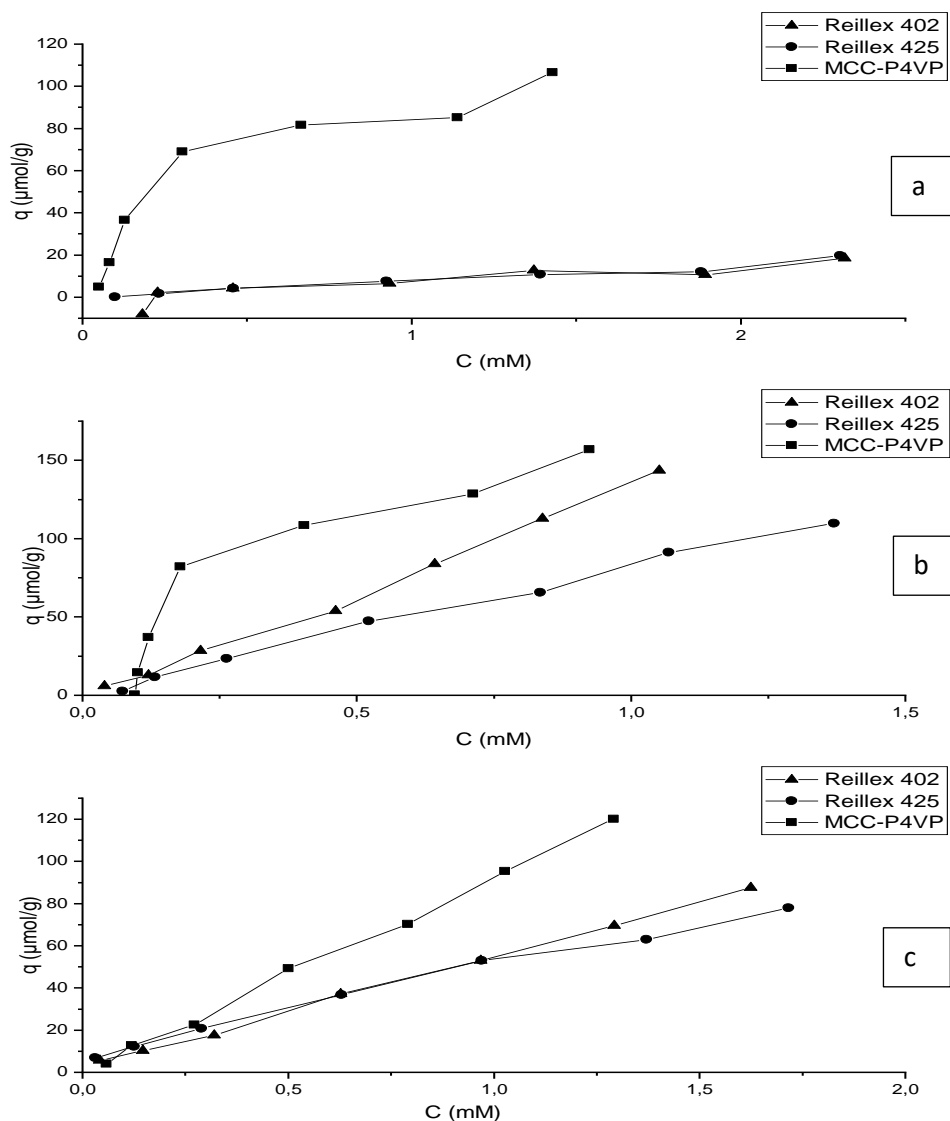 Reillex 402
Reillex 425
MCC-P4VP
120
100
80
60
40
20
0
q (µmol/g)
0
1
2
C (mM)
a
Reillex 402
Reillex 425
MCC-P4VP
150
100
50
0
q (µmol/g)
0,0
0,5
1,0
1,5
C (mM)
b
Reillex 402
Reillex 425
MCC-P4VP
120
100
80
60
40
20
0
q (µmol/g)
0,0
0,5
1,0
1,5
2,0
C (mM)
c